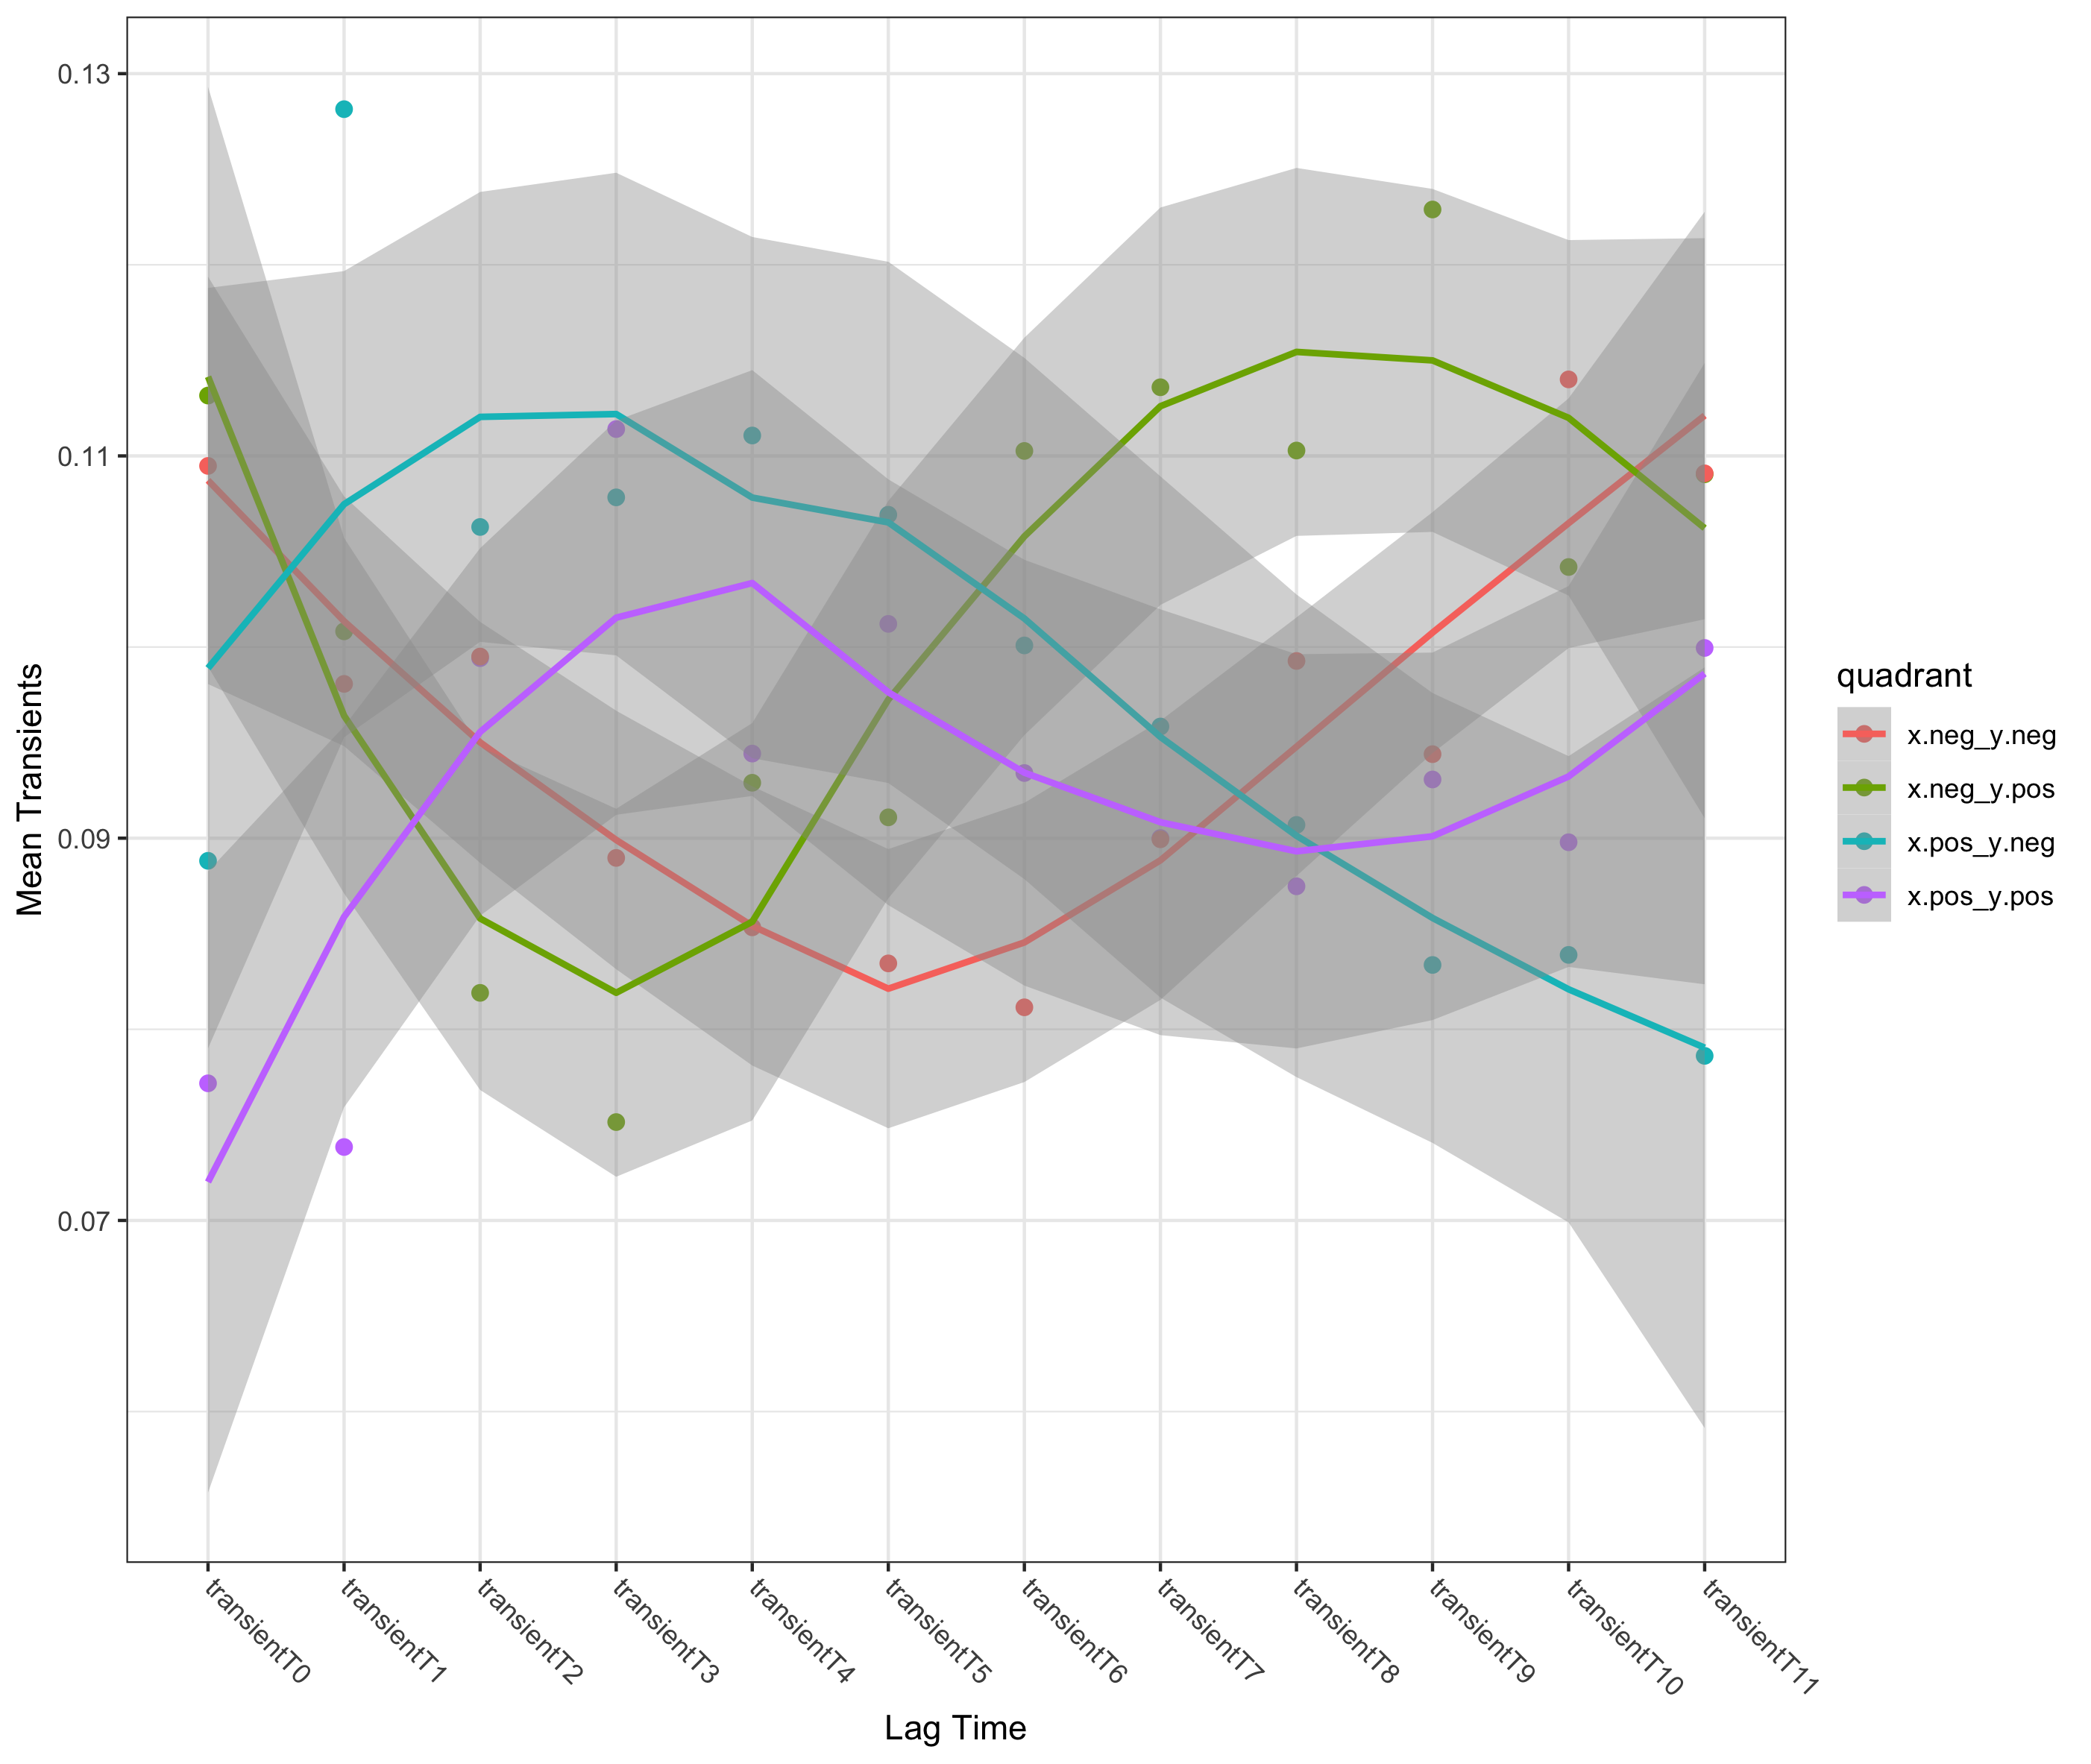 0.13
0.11
0.09
0.07
Mean Transients
transientT0
transientT1
transientT2
transientT3
transientT4
transientT5
transientT6
transientT7
transientT8
transientT9
transientT10
transientT11
Lag Time
quadrant
x.neg_y.neg
x.neg_y.pos
x.pos_y.neg
x.pos_y.pos